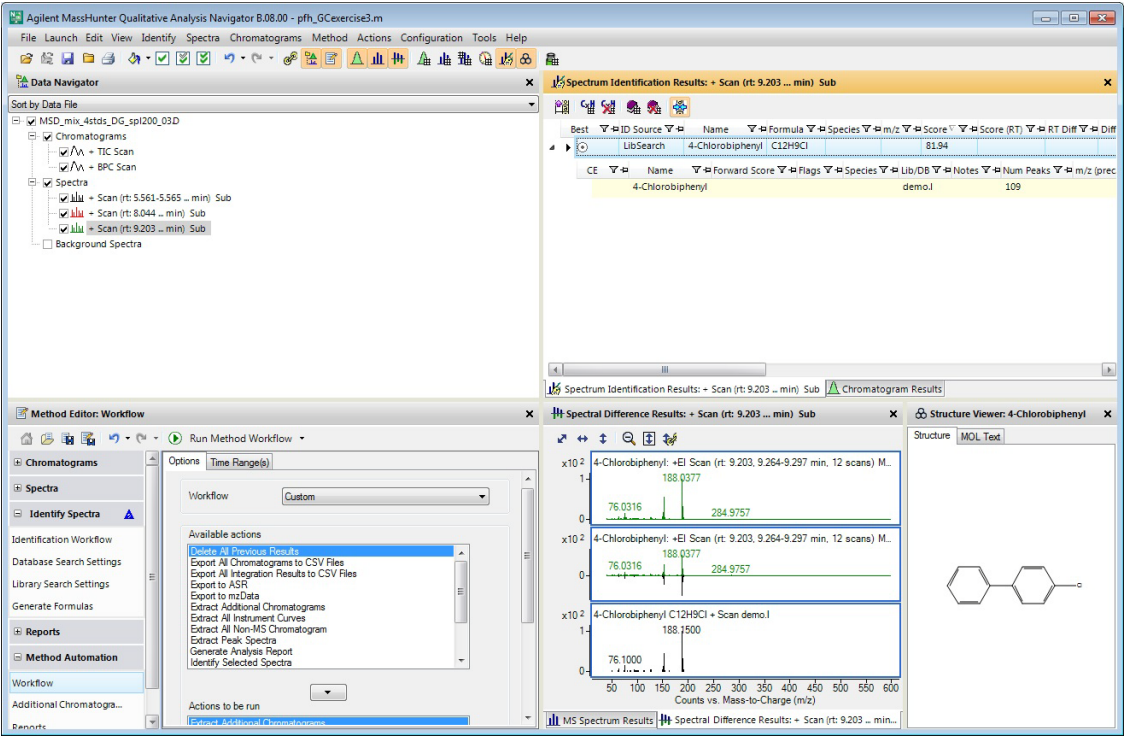 Agilent MassHunter Qualitative Analysis Navigator B.08.00 - pfh_GCexercise3.m
File Launch Edit View Identify Spectra Chromatograms Method Actions Configuration Tools Help
Data Navigator
Sort by Data File
MSD_mix_4stds_DG_spl200_03.D
Chromatograms
+ TIC Scan
+ BPC Scan
Spectra
+ Scan (rt: 5.561-5.565 ... min) Sub
+ Scan (rt: 8.044 ... min) Sub
+ Scan (rt: 9.203 ... min) Sub
Background Spectra
Spectrum Identification Results: + Scan (rt: 9.203 ... min) Sub
Best ID Source Name Formula Species m/z Score Score (RT) RT Diff Diff
LibSearch 4-Chlorobiphenyl C12H9Cl 81.94
CE Name Forward Score Flags Species Lib/DB Notes Num Peaks m/z (prec
4-Chlorobiphenyl demo.l 109
Spectrum Identification Results: + Scan (rt: 9.203 ... min) Sub Chromatogram Results
Method Editor: Workflow
Run Method Workflow
Chromatograms
Spectra
Identify Spectra
Identification Workflow
Database Search Settings
Library Search Settings
Generate Formulas
Reports
Method Automation
Workflow
Additional Chromatogra...
Reports
Options Time Range(s)
Workflow Custom
Available actions
Delete All Previous Results
Export All Chromatograms to CSV Files
Export All Integration Results to CSV Files
Export to ASR
Export to mzData
Extract Additional Chromatograms
Extract All Instrument Curves
Extract All Non-MS Chromatogram
Extract Peak Spectra
Generate Analysis Report
Identify Selected Spectra
Actions to be run
Extract Additional Chromatograms
Spectral Difference Results: + Scan (rt: 9.203 ... min) Sub
x10 2 4-Chlorobiphenyl: +EI Scan (rt: 9.203, 9.264-9.297 min, 12 scans) M...
1
188.0377
76.0316
284.9757
0
x10 2 4-Chlorobiphenyl: +EI Scan (rt: 9.203, 9.264-9.297 min, 12 scans) M...
188.0377
76.0316
284.9757
0
x10 2 4-Chlorobiphenyl C12H9Cl + Scan demo.l
1
188.1500
76.1000
0
50 100 150 200 250 300 350 400 450 500 550 600
Counts vs. Mass-to-Charge (m/z)
MS Spectrum Results Spectral Difference Results: + Scan (rt: 9.203 ... min...
Structure Viewer: 4-Chlorobiphenyl
Structure MOL Text